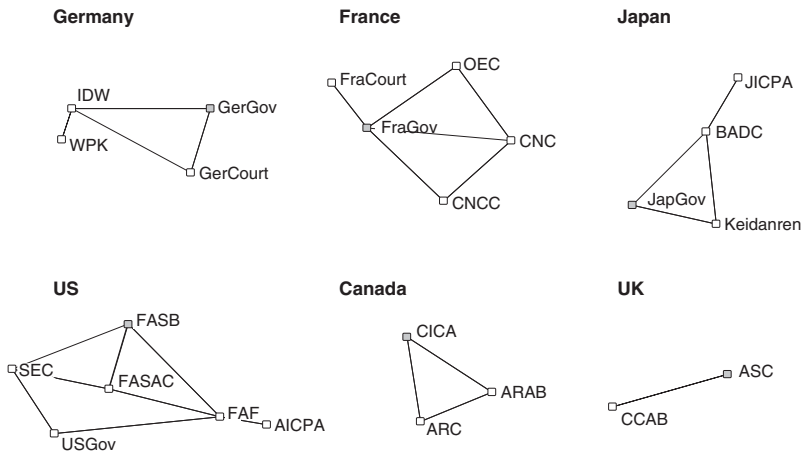 Germany
IDW
GerGov
WPK
GerCourt
France
OEC
FraCourt
FraGov
CNC
CNCC
Japan
JICPA
BADC
JapGov
Keidanren
US
FASB
SEC
FASAC
FAF
AICPA
USGov
Canada
CICA
ARAB
ARC
UK
ASC
CCAB